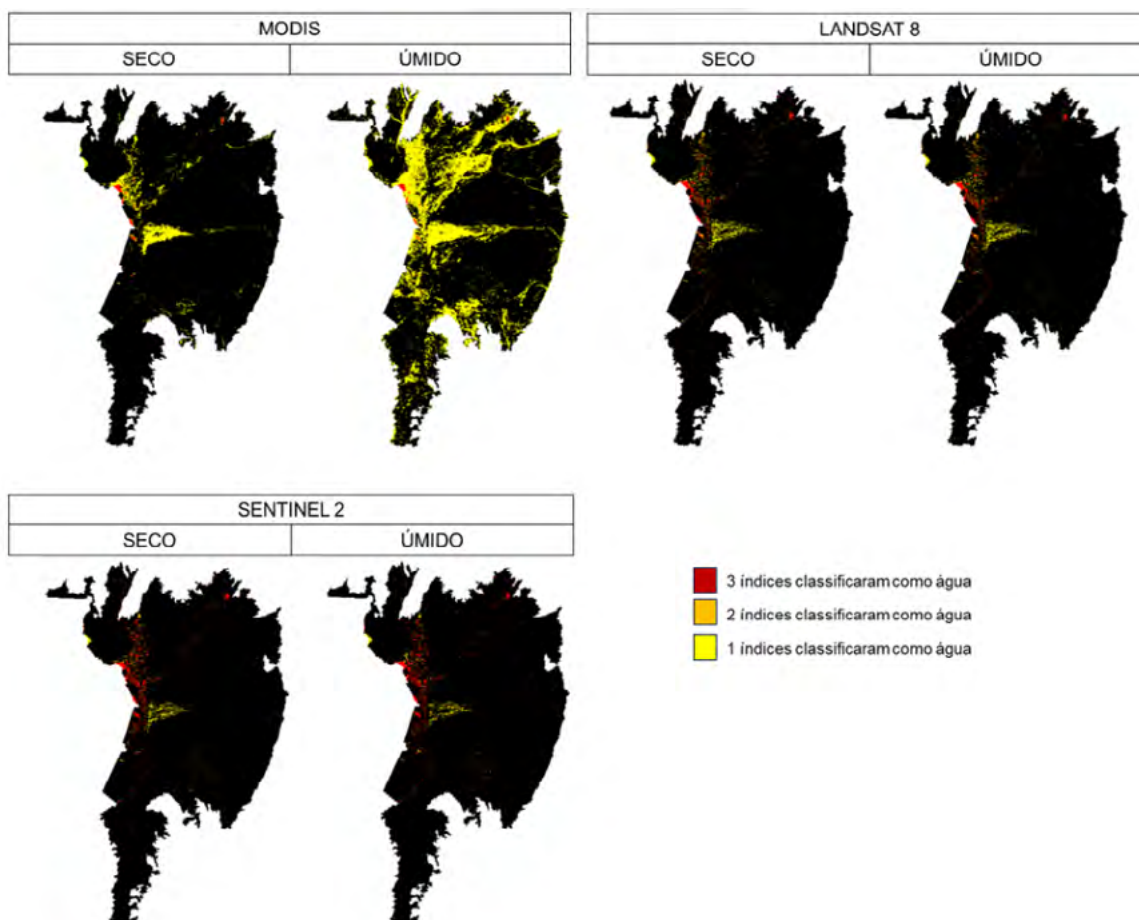 MODIS
SECO ÚMIDO
LANDSAT 8
SECO ÚMIDO
SENTINEL 2
SECO ÚMIDO
3 índices classificaram como água
2 índices classificaram como água
1 índices classificaram como água